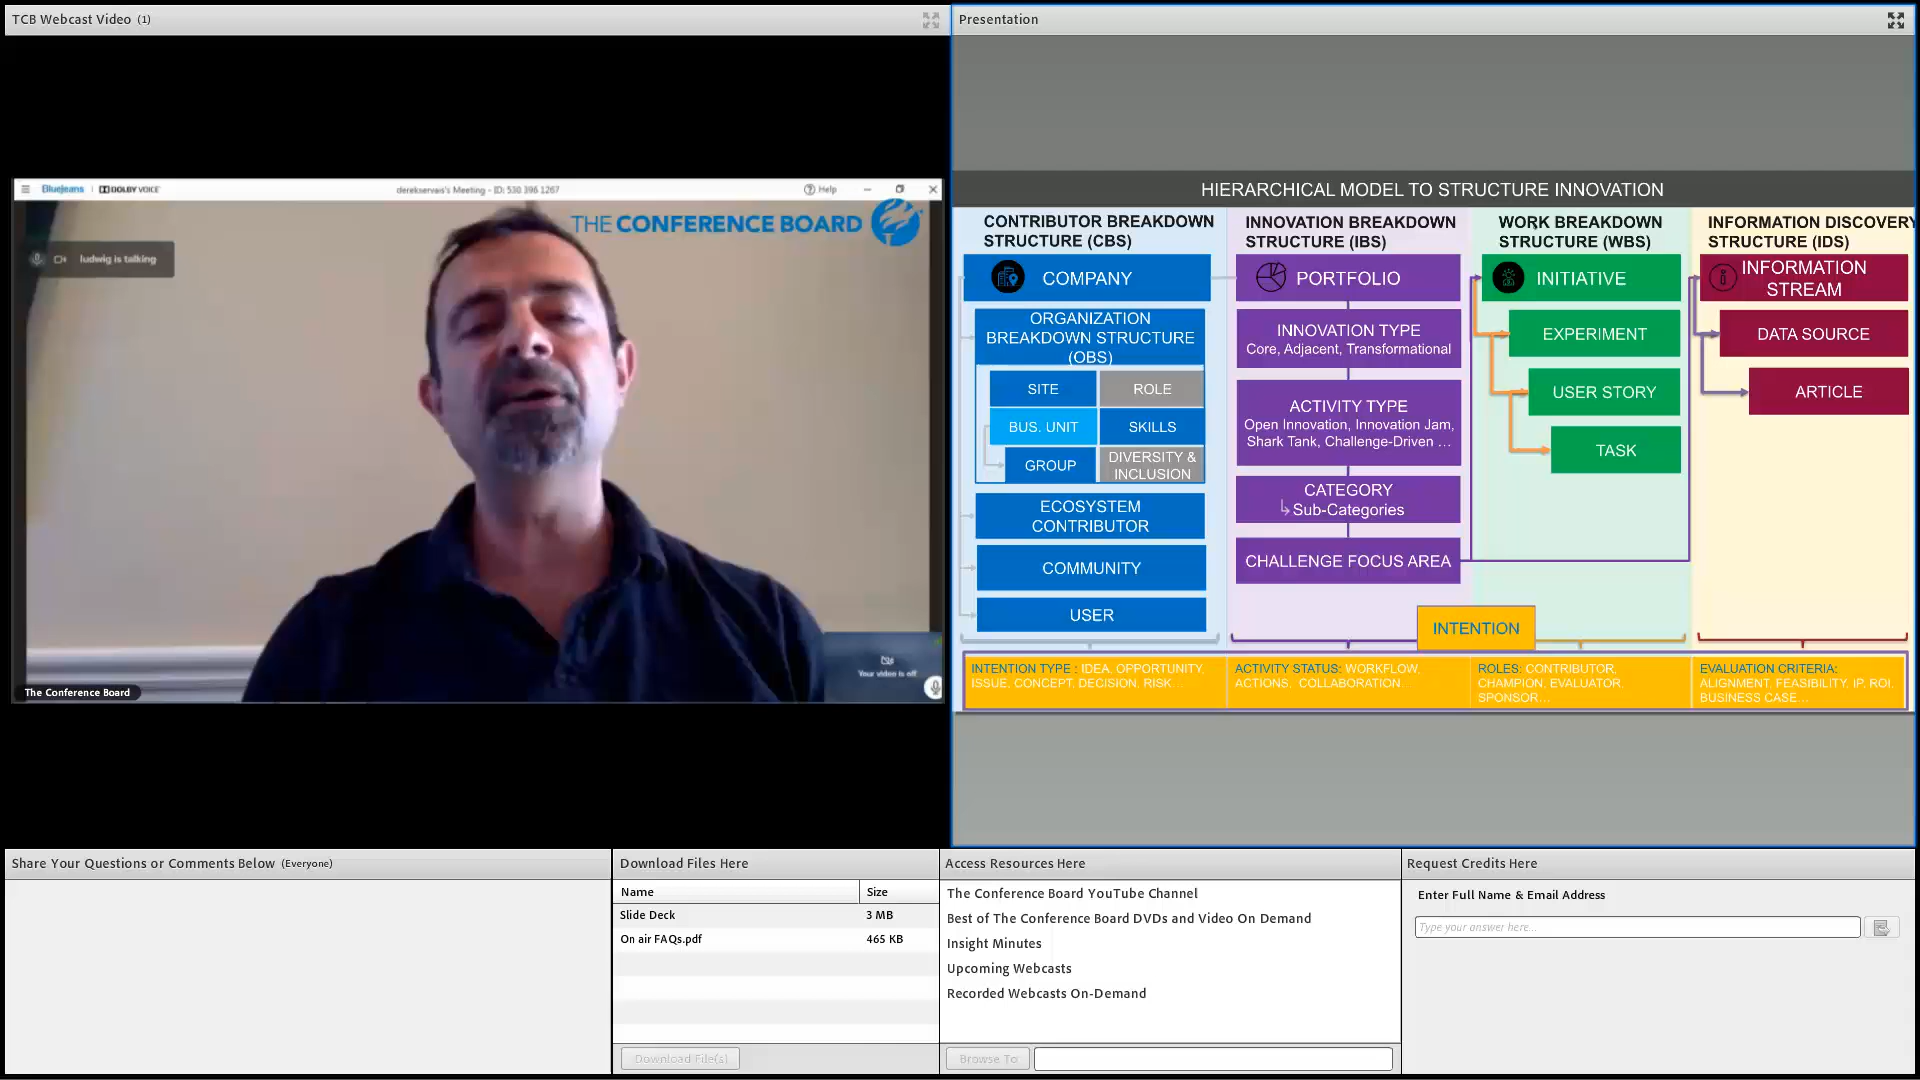 TCB Webcast Video (1)
Presentation
BlueJeans | DOLBY VOICE
derekservais's Meeting - ID: 530 396 1267
Help
THE CONFERENCE BOARD
ludwig is talking
Your video is off
The Conference Board
HIERARCHICAL MODEL TO STRUCTURE INNOVATION
CONTRIBUTOR BREAKDOWN
STRUCTURE (CBS)
COMPANY
ORGANIZATION
BREAKDOWN STRUCTURE
(OBS)
SITE
ROLE
BUS. UNIT
SKILLS
GROUP
DIVERSITY &
INCLUSION
ECOSYSTEM
CONTRIBUTOR
COMMUNITY
USER
INNOVATION BREAKDOWN
STRUCTURE (IBS)
PORTFOLIO
INNOVATION TYPE
Core, Adjacent, Transformational
ACTIVITY TYPE
Open Innovation, Innovation Jam,
Shark Tank, Challenge-Driven ...
CATEGORY
Sub-Categories
CHALLENGE FOCUS AREA
WORK BREAKDOWN
STRUCTURE (WBS)
INITIATIVE
EXPERIMENT
USER STORY
TASK
INFORMATION DISCOVERY
STRUCTURE (IDS)
INFORMATION
STREAM
DATA SOURCE
ARTICLE
INTENTION
INTENTION TYPE : IDEA, OPPORTUNITY,
ISSUE, CONCEPT, DECISION, RISK...
ACTIVITY STATUS: WORKFLOW,
ACTIONS, COLLABORATION...
ROLES: CONTRIBUTOR,
CHAMPION, EVALUATOR,
SPONSOR...
EVALUATION CRITERIA:
ALIGNMENT, FEASIBILITY, IP, ROI,
BUSINESS CASE...
Share Your Questions or Comments Below (Everyone)
Download Files Here
Name Size
Slide Deck 3 MB
On air FAQs.pdf 465 KB
Download File(s)
Access Resources Here
The Conference Board YouTube Channel
Best of The Conference Board DVDs and Video On Demand
Insight Minutes
Upcoming Webcasts
Recorded Webcasts On-Demand
Browse To
Request Credits Here
Enter Full Name & Email Address
Type your answer here...